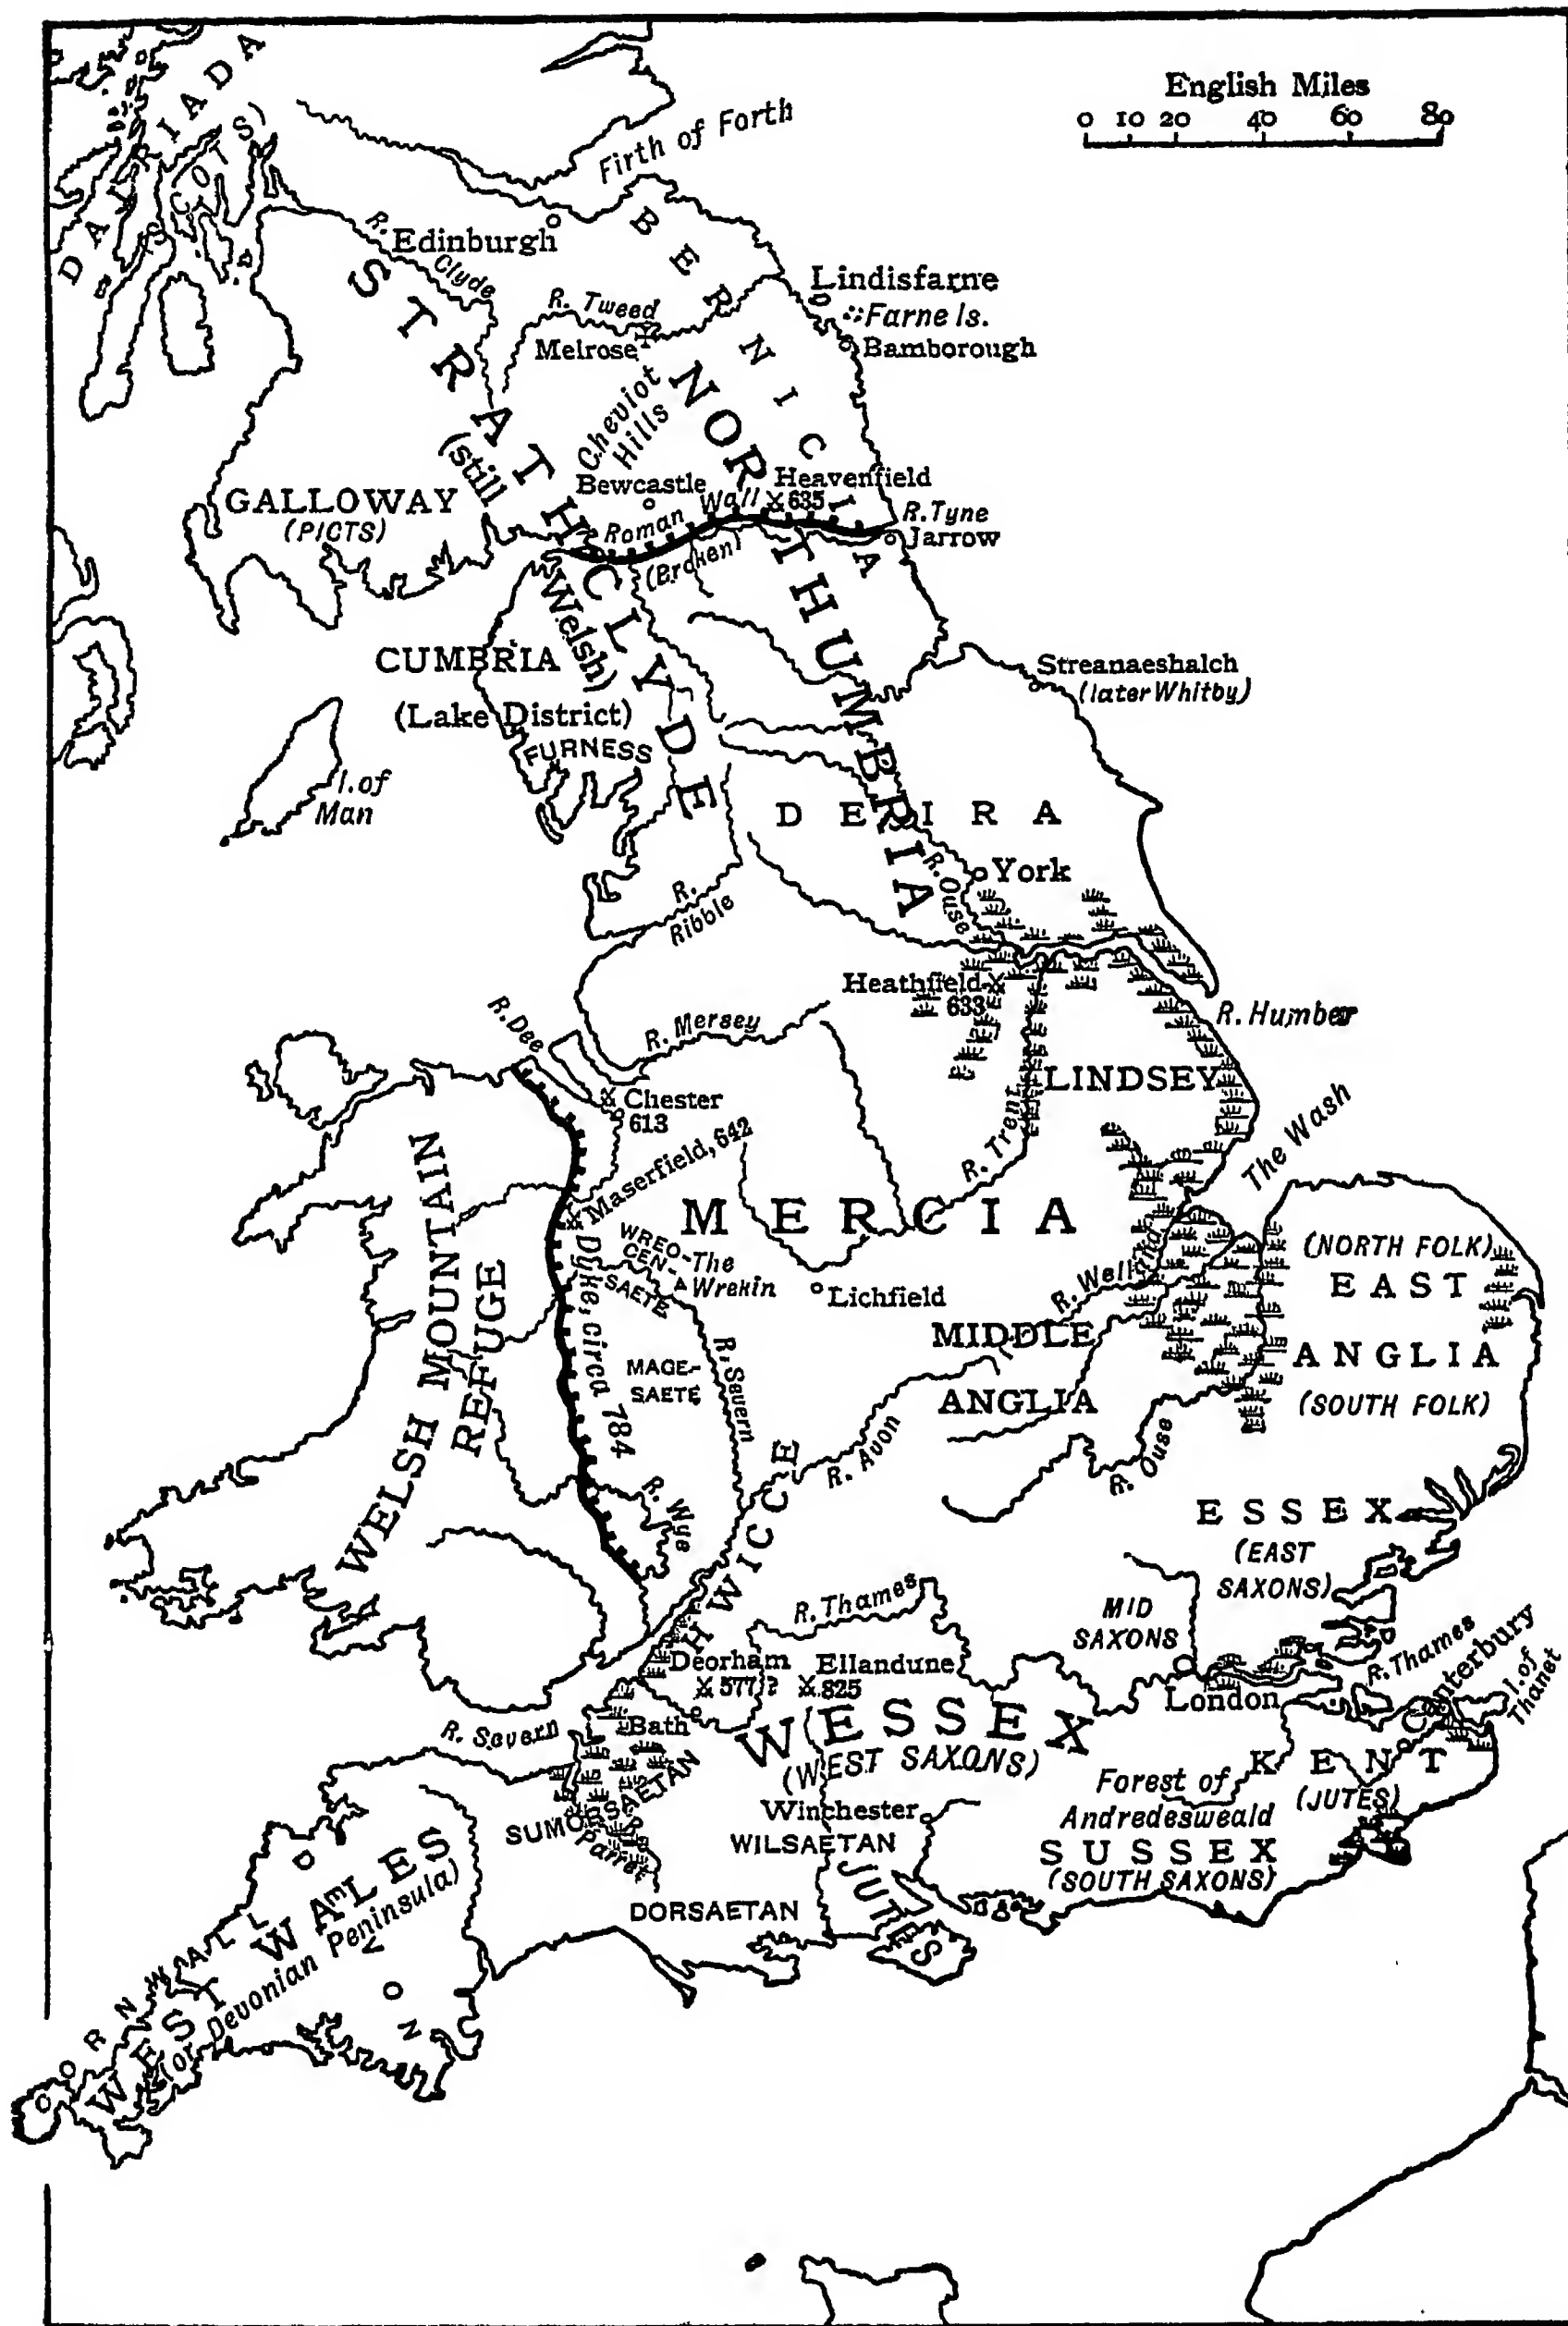 English Miles
0 10 20 40 60 80
DALRIADA
(SCOTS)
Firth of Forth
R. Clyde
Edinburgh
BERNICIA
Lindisfarne
Farne Is.
Bamborough
R. Tweed
Melrose
Cheviot
Hills
STRATHCLYDE
(still Welsh)
NORTHUMBRIA
GALLOWAY
(PICTS)
Bewcastle
Heavenfield
635
Roman Wall
(Broken)
R. Tyne
Jarrow
CUMBRIA
(Lake District)
FURNESS
Streanaeshalch
(later Whitby)
I. of
Man
DEIRA
York
R. Ouse
R.
Ribble
Heathfield
633
R. Humber
R. Dee
R. Mersey
Chester
613
LINDSEY
R. Trent
The Wash
Maserfield, 642
MERCIA
WELSH MOUNTAIN
REFUGE
Dyke, circa 784
WREO-
CEN-
SAETE
The
Wrekin
Lichfield
R. Welland
(NORTH FOLK)
EAST
ANGLIA
(SOUTH FOLK)
MIDDLE
ANGLIA
MAGE-
SAETE
R. Severn
R. Avon
R. Ouse
R. Wye
HWICCE
ESSEX
(EAST
SAXONS)
MID
SAXONS
R. Thames
Deorham
577?
Ellandune
825
London
R. Thames
Canterbury
I. of
Thanet
R. Severn
Bath
WESSEX
(WEST SAXONS)
KENT
(JUTES)
Forest of
Andredesweald
SUMORSAETAN
R. Parret
Winchester
WILSAETAN
SUSSEX
(SOUTH SAXONS)
DORSAETAN
JUTES
WEST WALES
(or Devonian Peninsula)
CORNWALL
DEVON